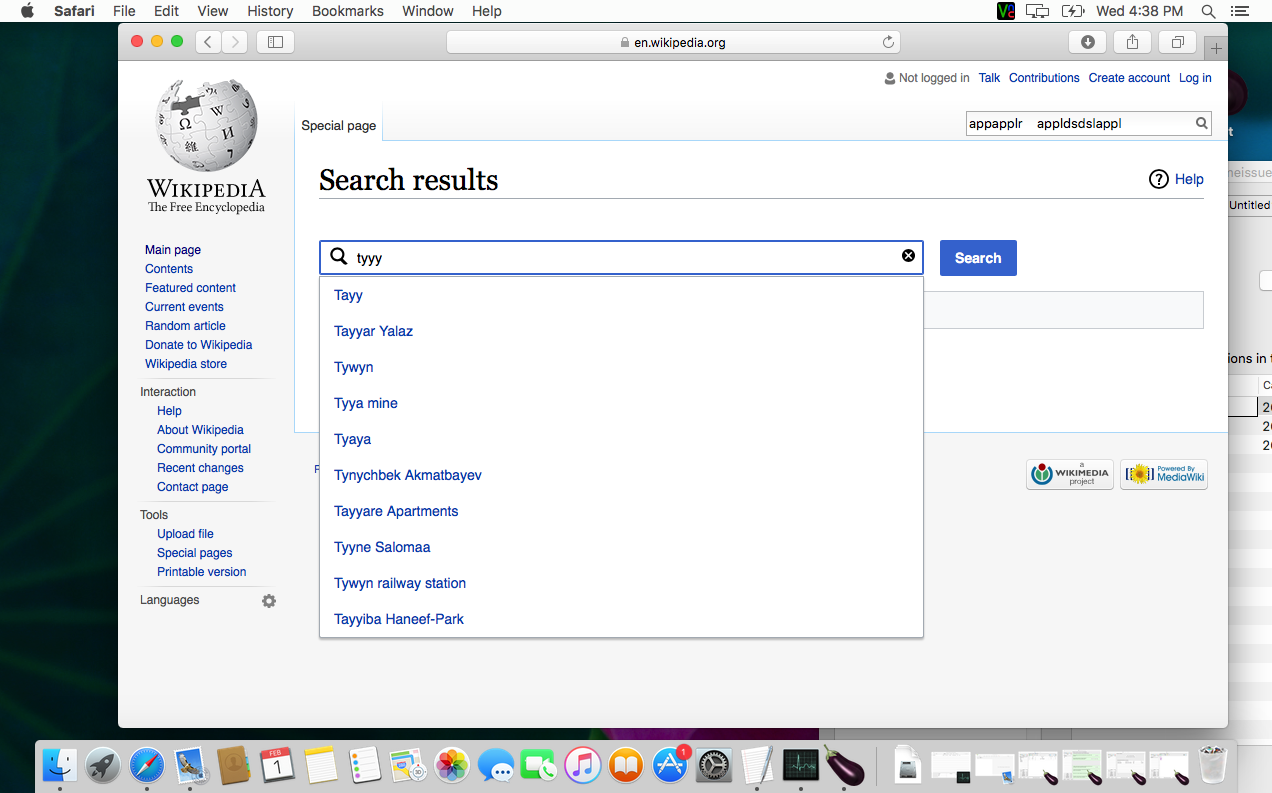 Safari File Edit View History Bookmarks Window Help Wed 4:38 PM
en.wikipedia.org
Not logged in Talk Contributions Create account Log in
Special page
appapplr appldsdslappl
WIKIPEDIA
The Free Encyclopedia
Search results
Help
Main page
Contents
Featured content
Current events
Random article
Donate to Wikipedia
Wikipedia store
Interaction
Help
About Wikipedia
Community portal
Recent changes
Contact page
Tools
Upload file
Special pages
Printable version
Languages
tyyy
Search
Tayy
Tayyar Yalaz
Tywyn
Tyya mine
Tyaya
Tynychbek Akmatbayev
Tayyare Apartments
Tyyne Salomaa
Tywyn railway station
Tayyiba Haneef-Park
a
WIKIMEDIA
project
Powered By
MediaWiki
Untitled
FEB
1
1